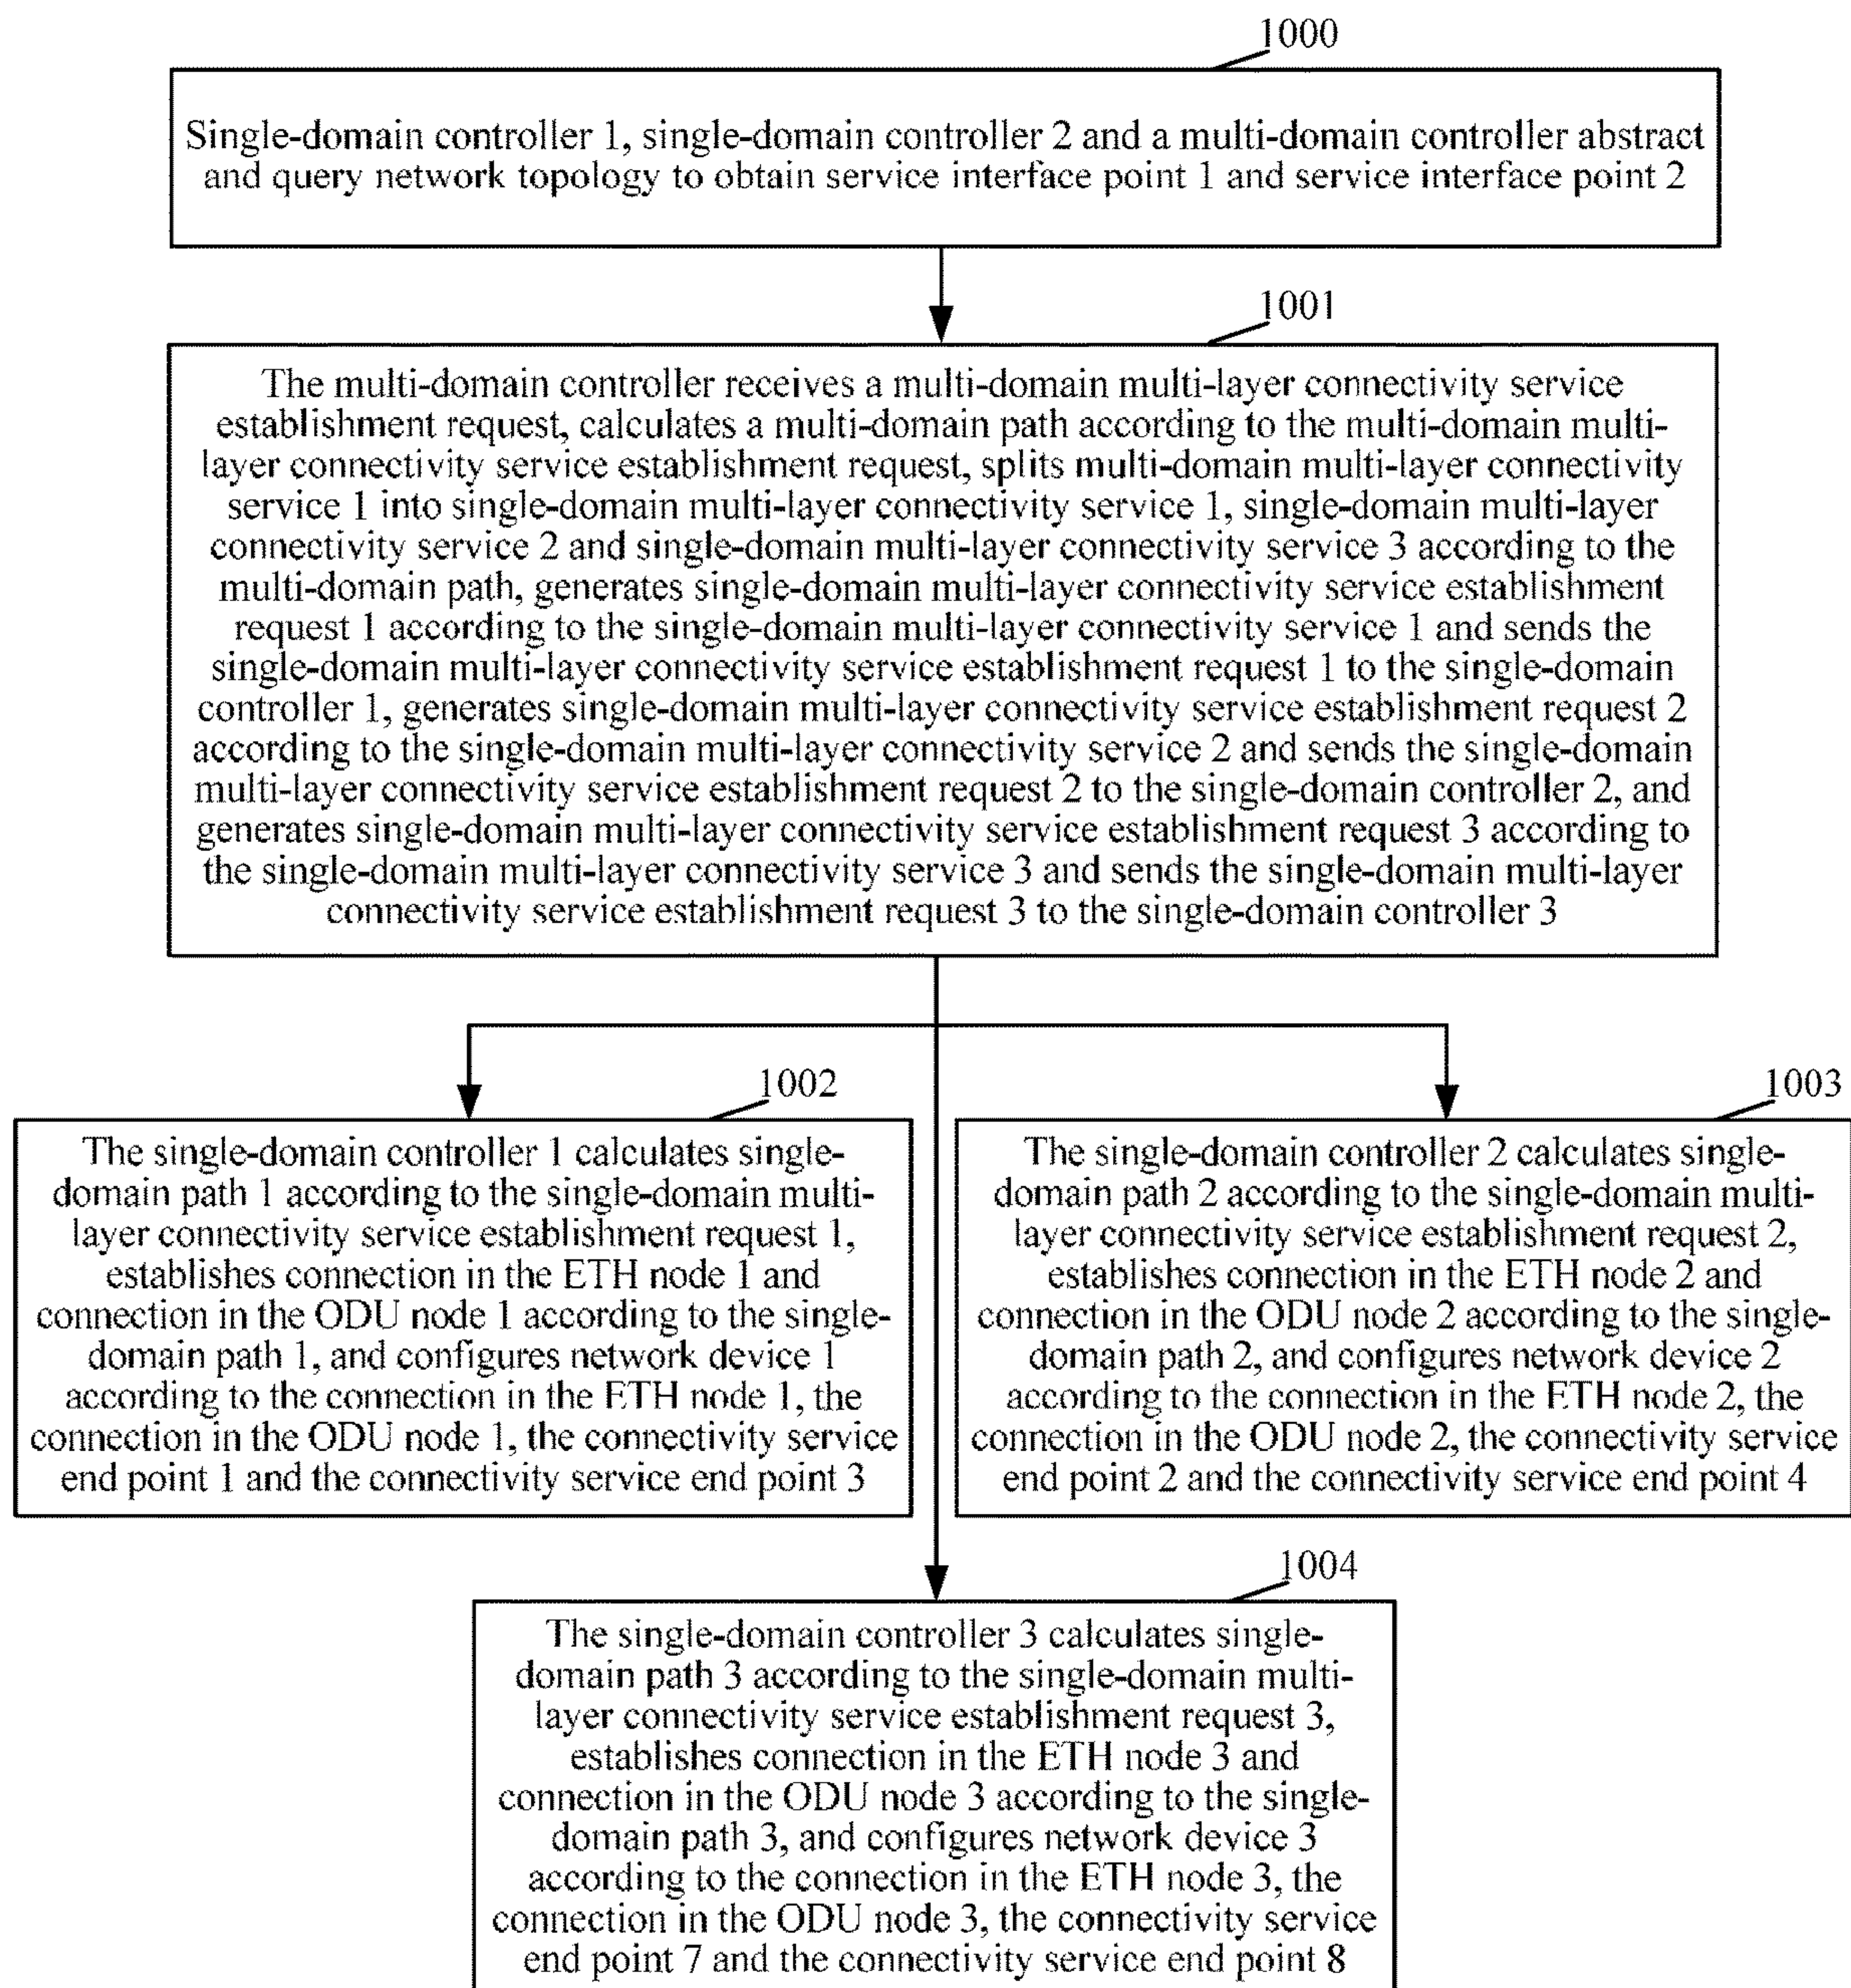 1000
Single-domain controller 1, single-domain controller 2 and a multi-domain controller abstract
and query network topology to obtain service interface point 1 and service interface point 2
1001
The multi-domain controller receives a multi-domain multi-layer connectivity service
establishment request, calculates a multi-domain path according to the multi-domain multi-
layer connectivity service establishment request, splits multi-domain multi-layer connectivity
service 1 into single-domain multi-layer connectivity service 1, single-domain multi-layer
connectivity service 2 and single-domain multi-layer connectivity service 3 according to the
multi-domain path, generates single-domain multi-layer connectivity service establishment
request 1 according to the single-domain multi-layer connectivity service 1 and sends the
single-domain multi-layer connectivity service establishment request 1 to the single-domain
controller 1, generates single-domain multi-layer connectivity service establishment request 2
according to the single-domain multi-layer connectivity service 2 and sends the single-domain
multi-layer connectivity service establishment request 2 to the single-domain controller 2, and
generates single-domain multi-layer connectivity service establishment request 3 according to
the single-domain multi-layer connectivity service 3 and sends the single-domain multi-layer
connectivity service establishment request 3 to the single-domain controller 3
1002
The single-domain controller 1 calculates single-
domain path 1 according to the single-domain multi-
layer connectivity service establishment request 1,
establishes connection in the ETH node 1 and
connection in the ODU node 1 according to the single-
domain path 1, and configures network device 1
according to the connection in the ETH node 1, the
connection in the ODU node 1, the connectivity service
end point 1 and the connectivity service end point 3
1003
The single-domain controller 2 calculates single-
domain path 2 according to the single-domain multi-
layer connectivity service establishment request 2,
establishes connection in the ETH node 2 and
connection in the ODU node 2 according to the single-
domain path 2, and configures network device 2
according to the connection in the ETH node 2, the
connection in the ODU node 2, the connectivity service
end point 2 and the connectivity service end point 4
1004
The single-domain controller 3 calculates single-
domain path 3 according to the single-domain multi-
layer connectivity service establishment request 3,
establishes connection in the ETH node 3 and
connection in the ODU node 3 according to the single-
domain path 3, and configures network device 3
according to the connection in the ETH node 3, the
connection in the ODU node 3, the connectivity service
end point 7 and the connectivity service end point 8